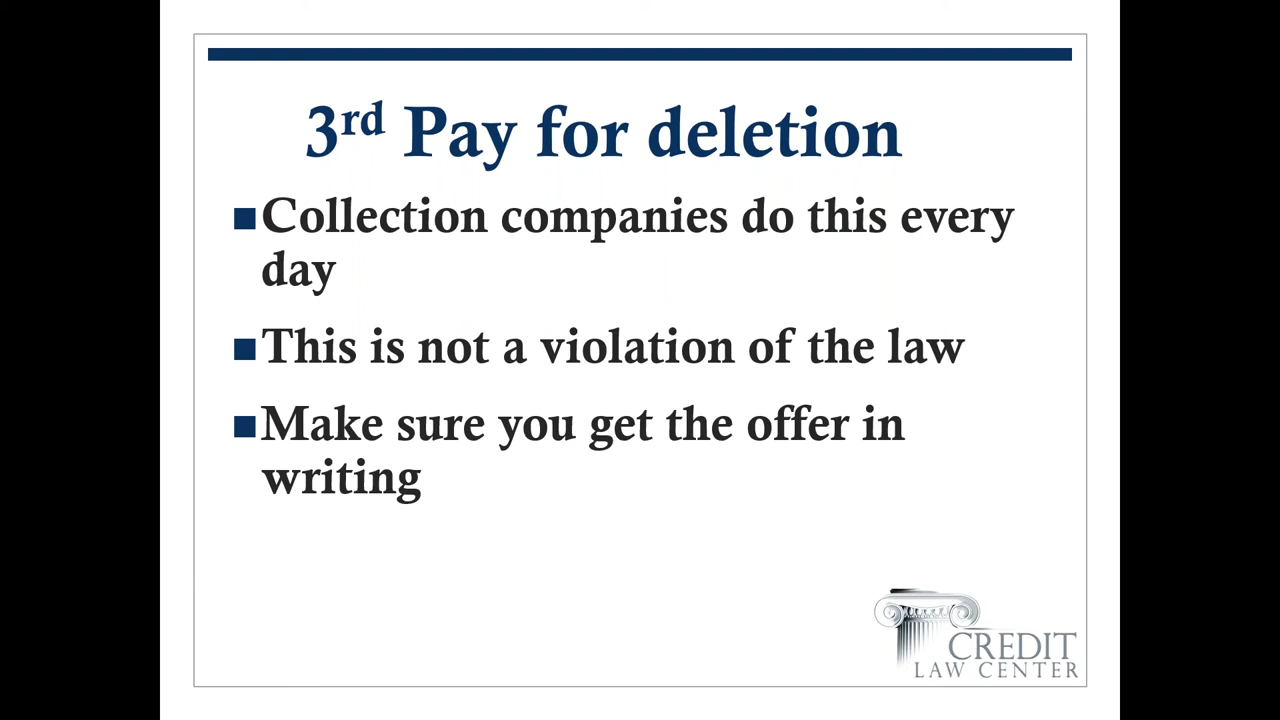 3rd Pay for deletion
■Collection companies do this every
day
■This is not a violation of the law
■Make sure you get the offer in
writing
CREDIT
LAW CENTER